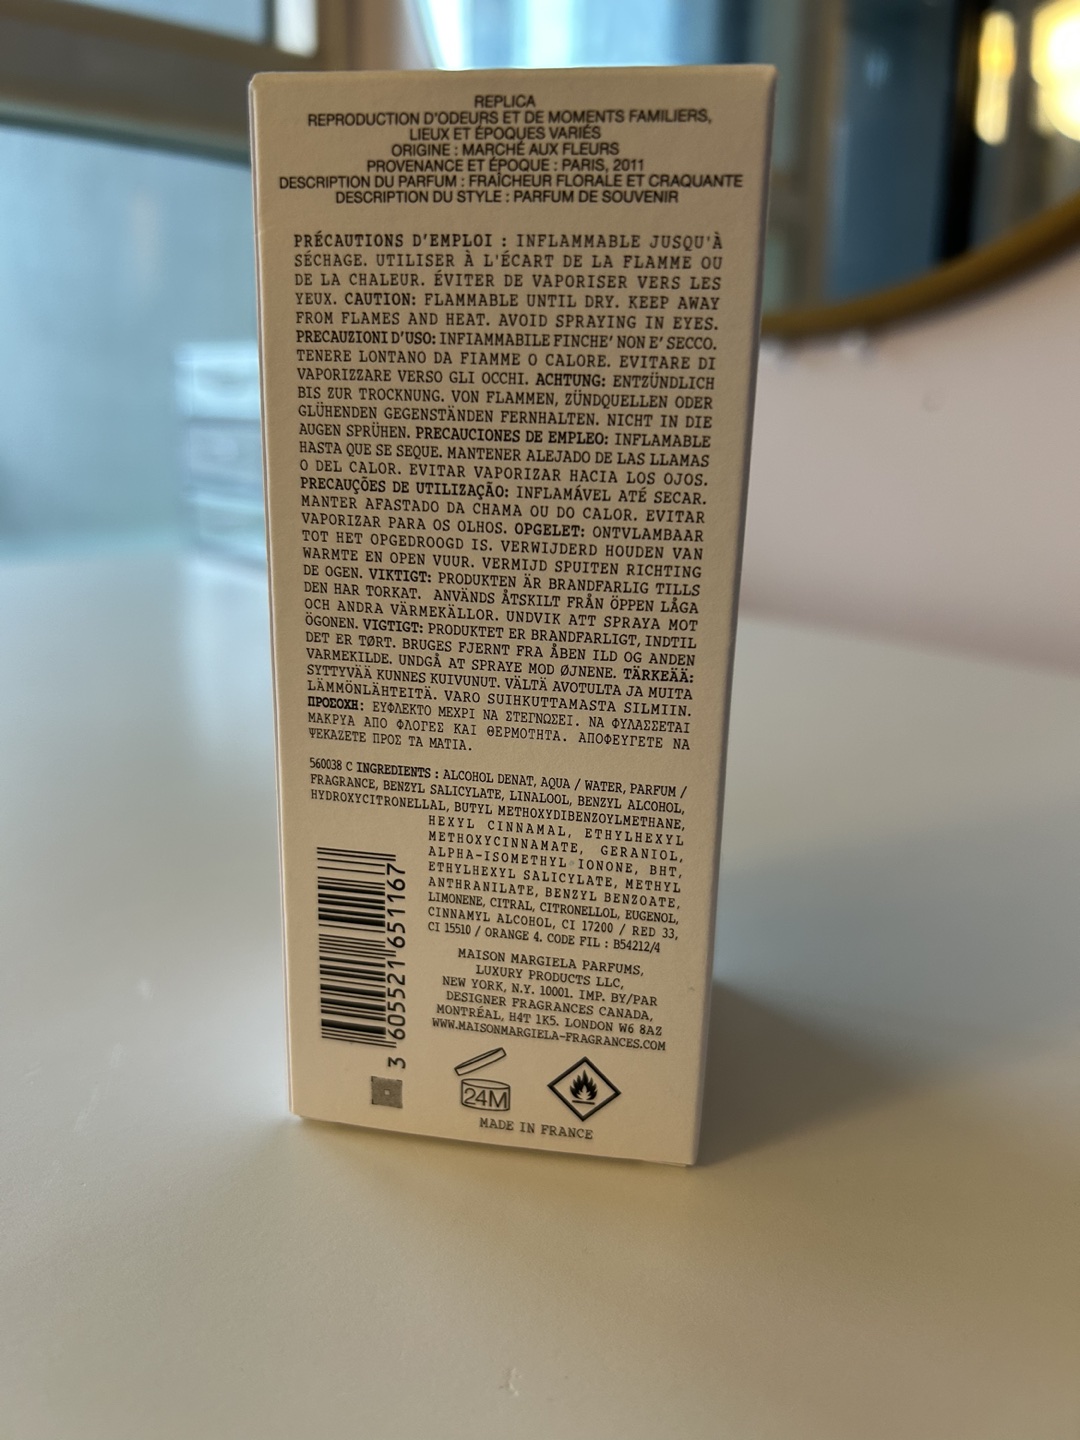 REPLICA
REPRODUCTION D'ODEURS ET DE MOMENTS FAMILIERS,
LIEUX ET ÉPOQUES VARIÉS
ORIGINE : MARCHÉ AUX FLEURS
PROVENANCE ET ÉPOQUE : PARIS, 2011
DESCRIPTION DU PARFUM : FRAÎCHEUR FLORALE ET CRAQUANTE
DESCRIPTION DU STYLE : PARFUM DE SOUVENIR
PRÉCAUTIONS D'EMPLOI : INFLAMMABLE JUSQU'À
SÉCHAGE. UTILISER À L'ÉCART DE LA FLAMME OU
DE LA CHALEUR. ÉVITER DE VAPORISER VERS LES
YEUX. CAUTION: FLAMMABLE UNTIL DRY. KEEP AWAY
FROM FLAMES AND HEAT. AVOID SPRAYING IN EYES.
PRECAUZIONI D'USO: INFIAMMABILE FINCHE' NON E' SECCO.
TENERE LONTANO DA FIAMME O CALORE. EVITARE DI
VAPORIZZARE VERSO GLI OCCHI. ACHTUNG: ENTZÜNDLICH
BIS ZUR TROCKNUNG. VON FLAMMEN, ZÜNDQUELLEN ODER
GLÜHENDEN GEGENSTÄNDEN FERNHALTEN. NICHT IN DIE
AUGEN SPRÜHEN. PRECAUCIONES DE EMPLEO: INFLAMABLE
HASTA QUE SE SEQUE. MANTENER ALEJADO DE LAS LLAMAS
O DEL CALOR. EVITAR VAPORIZAR HACIA LOS OJOS.
PRECAUÇÕES DE UTILIZAÇÃO: INFLAMÁVEL ATÉ SECAR.
MANTER AFASTADO DA CHAMA OU DO CALOR. EVITAR
VAPORIZAR PARA OS OLHOS. OPGELET: ONTVLAMBAAR
TOT HET OPGEDROOGD IS. VERWIJDERD HOUDEN VAN
WARMTE EN OPEN VUUR. VERMIJD SPUITEN RICHTING
DE OGEN. VIKTIGT: PRODUKTEN ÄR BRANDFARLIG TILLS
DEN HAR TORKAT. ANVÄNDS ÅTSKILT FRÅN ÖPPEN LÅGA
OCH ANDRA VÄRMEKÄLLOR. UNDVIK ATT SPRAYA MOT
ÖGONEN. VIGTIGT: PRODUKTET ER BRANDFARLIGT, INDTIL
DET ER TØRT. BRUGES FJERNT FRA ÅBEN ILD OG ANDEN
VARMEKILDE. UNDGÅ AT SPRAYE MOD ØJNENE. TÄRKEÄÄ:
SYTTYVÄÄ KUNNES KUIVUNUT. VÄLTÄ AVOTULTA JA MUITA
LÄMMÖNLÄHTEITÄ. VARO SUIHKUTTAMASTA SILMIIN.
ΠΡΟΣΟΧΗ: ΕΥΦΛΕΚΤΟ ΜΕΧΡΙ ΝΑ ΣΤΕΓΝΩΣΕΙ. ΝΑ ΦΥΛΑΣΣΕΤΑΙ
ΜΑΚΡΥΑ ΑΠΟ ΦΛΟΓΕΣ ΚΑΙ ΘΕΡΜΟΤΗΤΑ. ΑΠΟΦΕΥΓΕΤΕ ΝΑ
ΨΕΚΑΖΕΤΕ ΠΡΟΣ ΤΑ ΜΑΤΙΑ.
560038 C INGREDIENTS : ALCOHOL DENAT, AQUA / WATER, PARFUM /
FRAGRANCE, BENZYL SALICYLATE, LINALOOL, BENZYL ALCOHOL,
HYDROXYCITRONELLAL, BUTYL METHOXYDIBENZOYLMETHANE,
HEXYL CINNAMAL, ETHYLHEXYL
METHOXYCINNAMATE, GERANIOL,
ALPHA-ISOMETHYL IONONE, BHT,
ETHYLHEXYL SALICYLATE, METHYL
ANTHRANILATE, BENZYL BENZOATE,
LIMONENE, CITRAL, CITRONELLOL, EUGENOL,
CINNAMYL ALCOHOL, CI 17200 / RED 33,
CI 15510 / ORANGE 4. CODE FIL : B54212/4
MAISON MARGIELA PARFUMS,
LUXURY PRODUCTS LLC,
NEW YORK, N.Y. 10001. IMP. BY/PAR
DESIGNER FRAGRANCES CANADA,
MONTRÉAL, H4T 1K5. LONDON W6 8AZ
WWW.MAISONMARGIELA-FRAGRANCES.COM
3 605521 651167
24M
MADE IN FRANCE